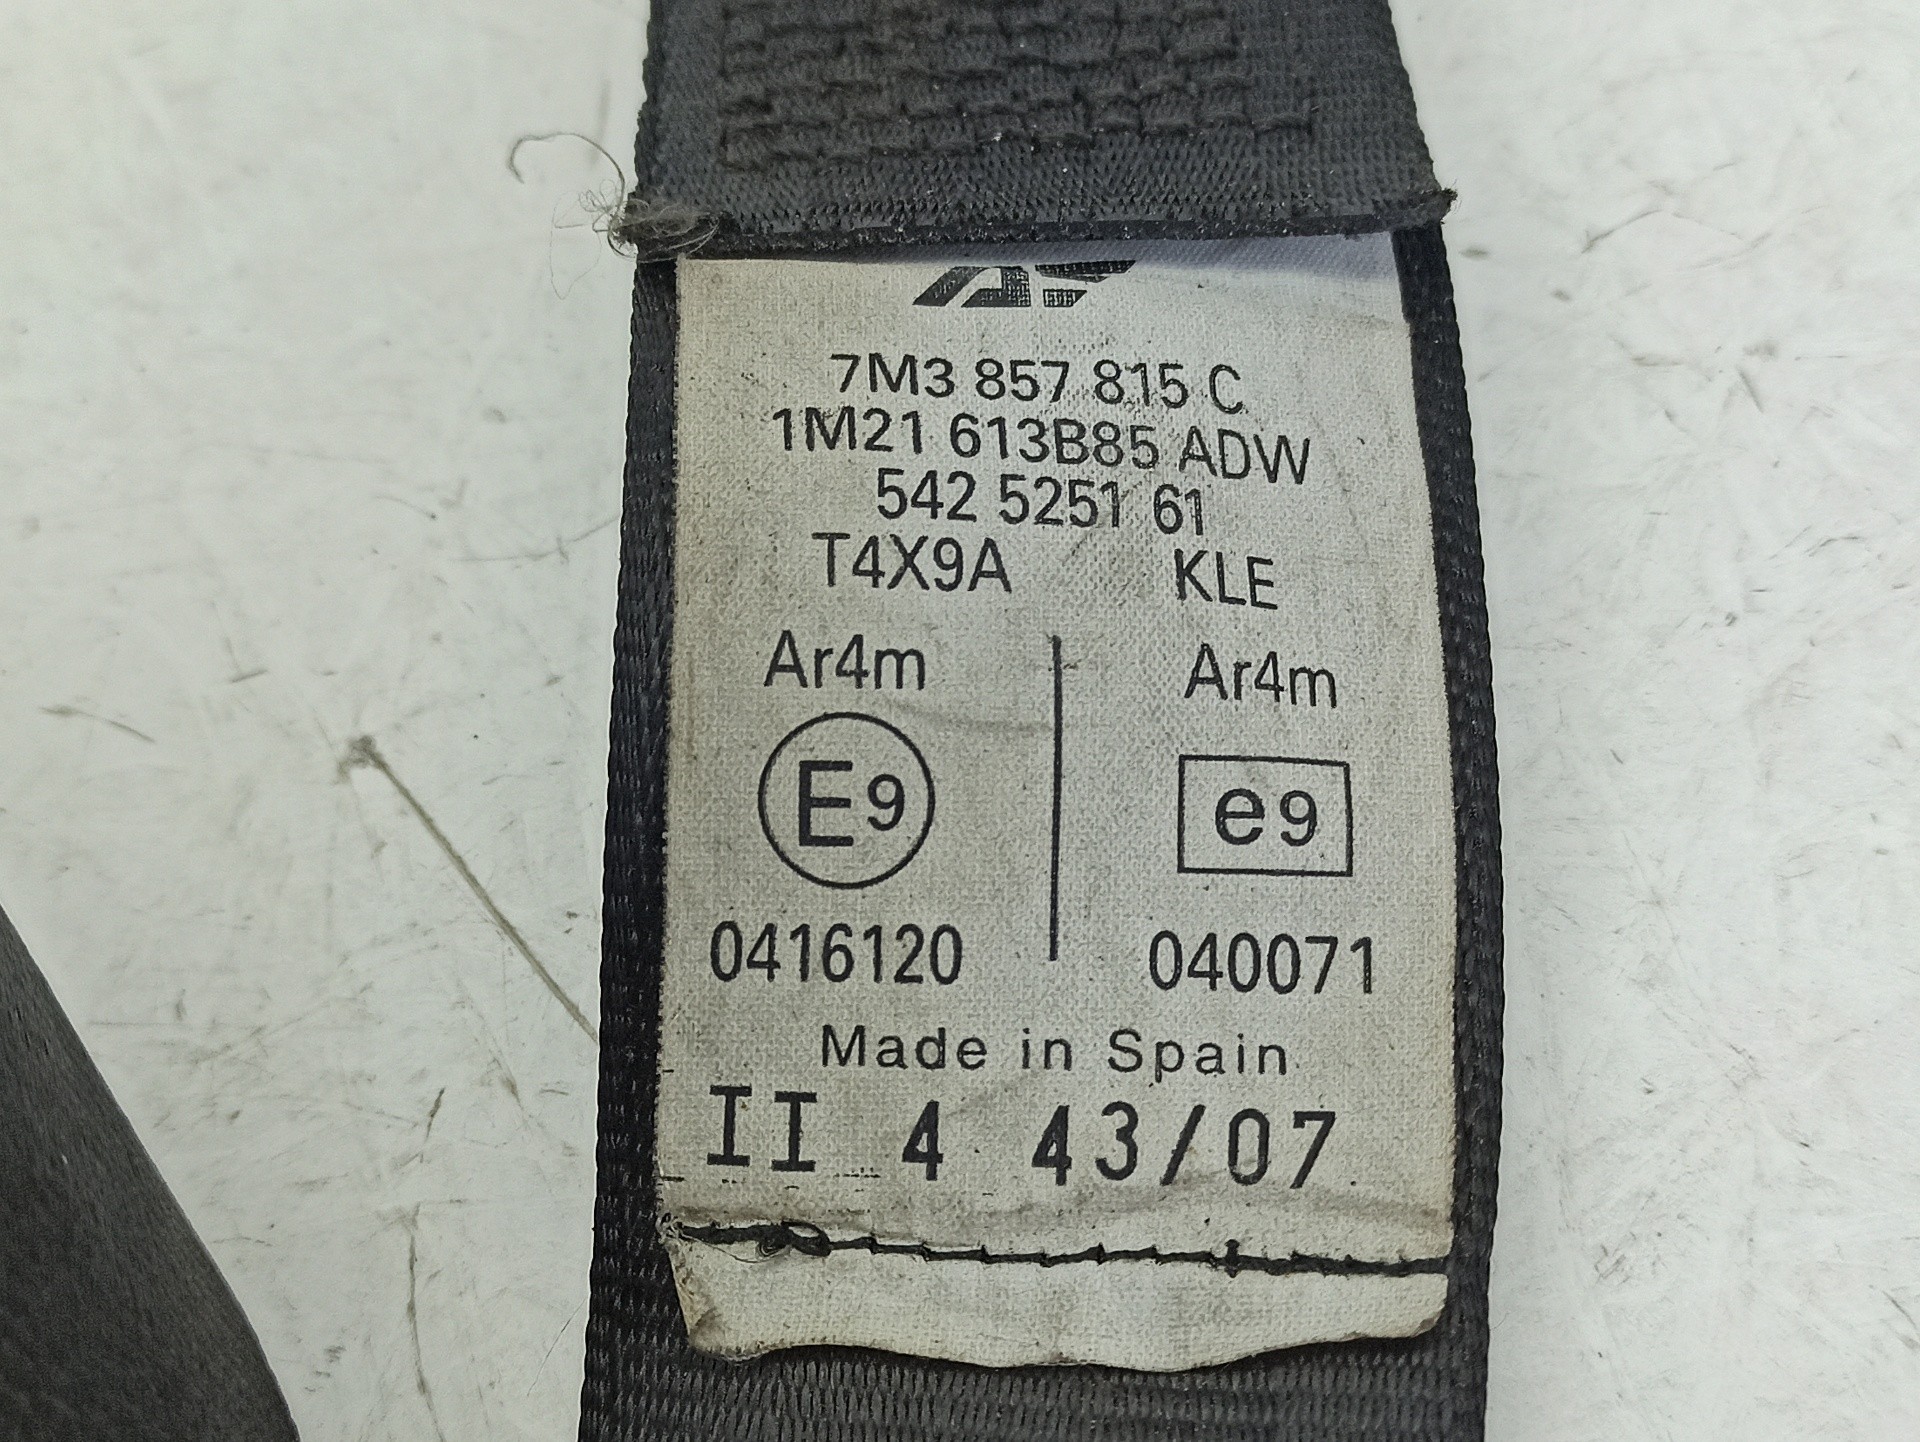 7M3 857 815 C
1M21 613B85 ADW
542 5251 61
T4X9A KLE
Ar4m Ar4m
E9 e9
0416120 040071
Made in Spain
II 4 43/07